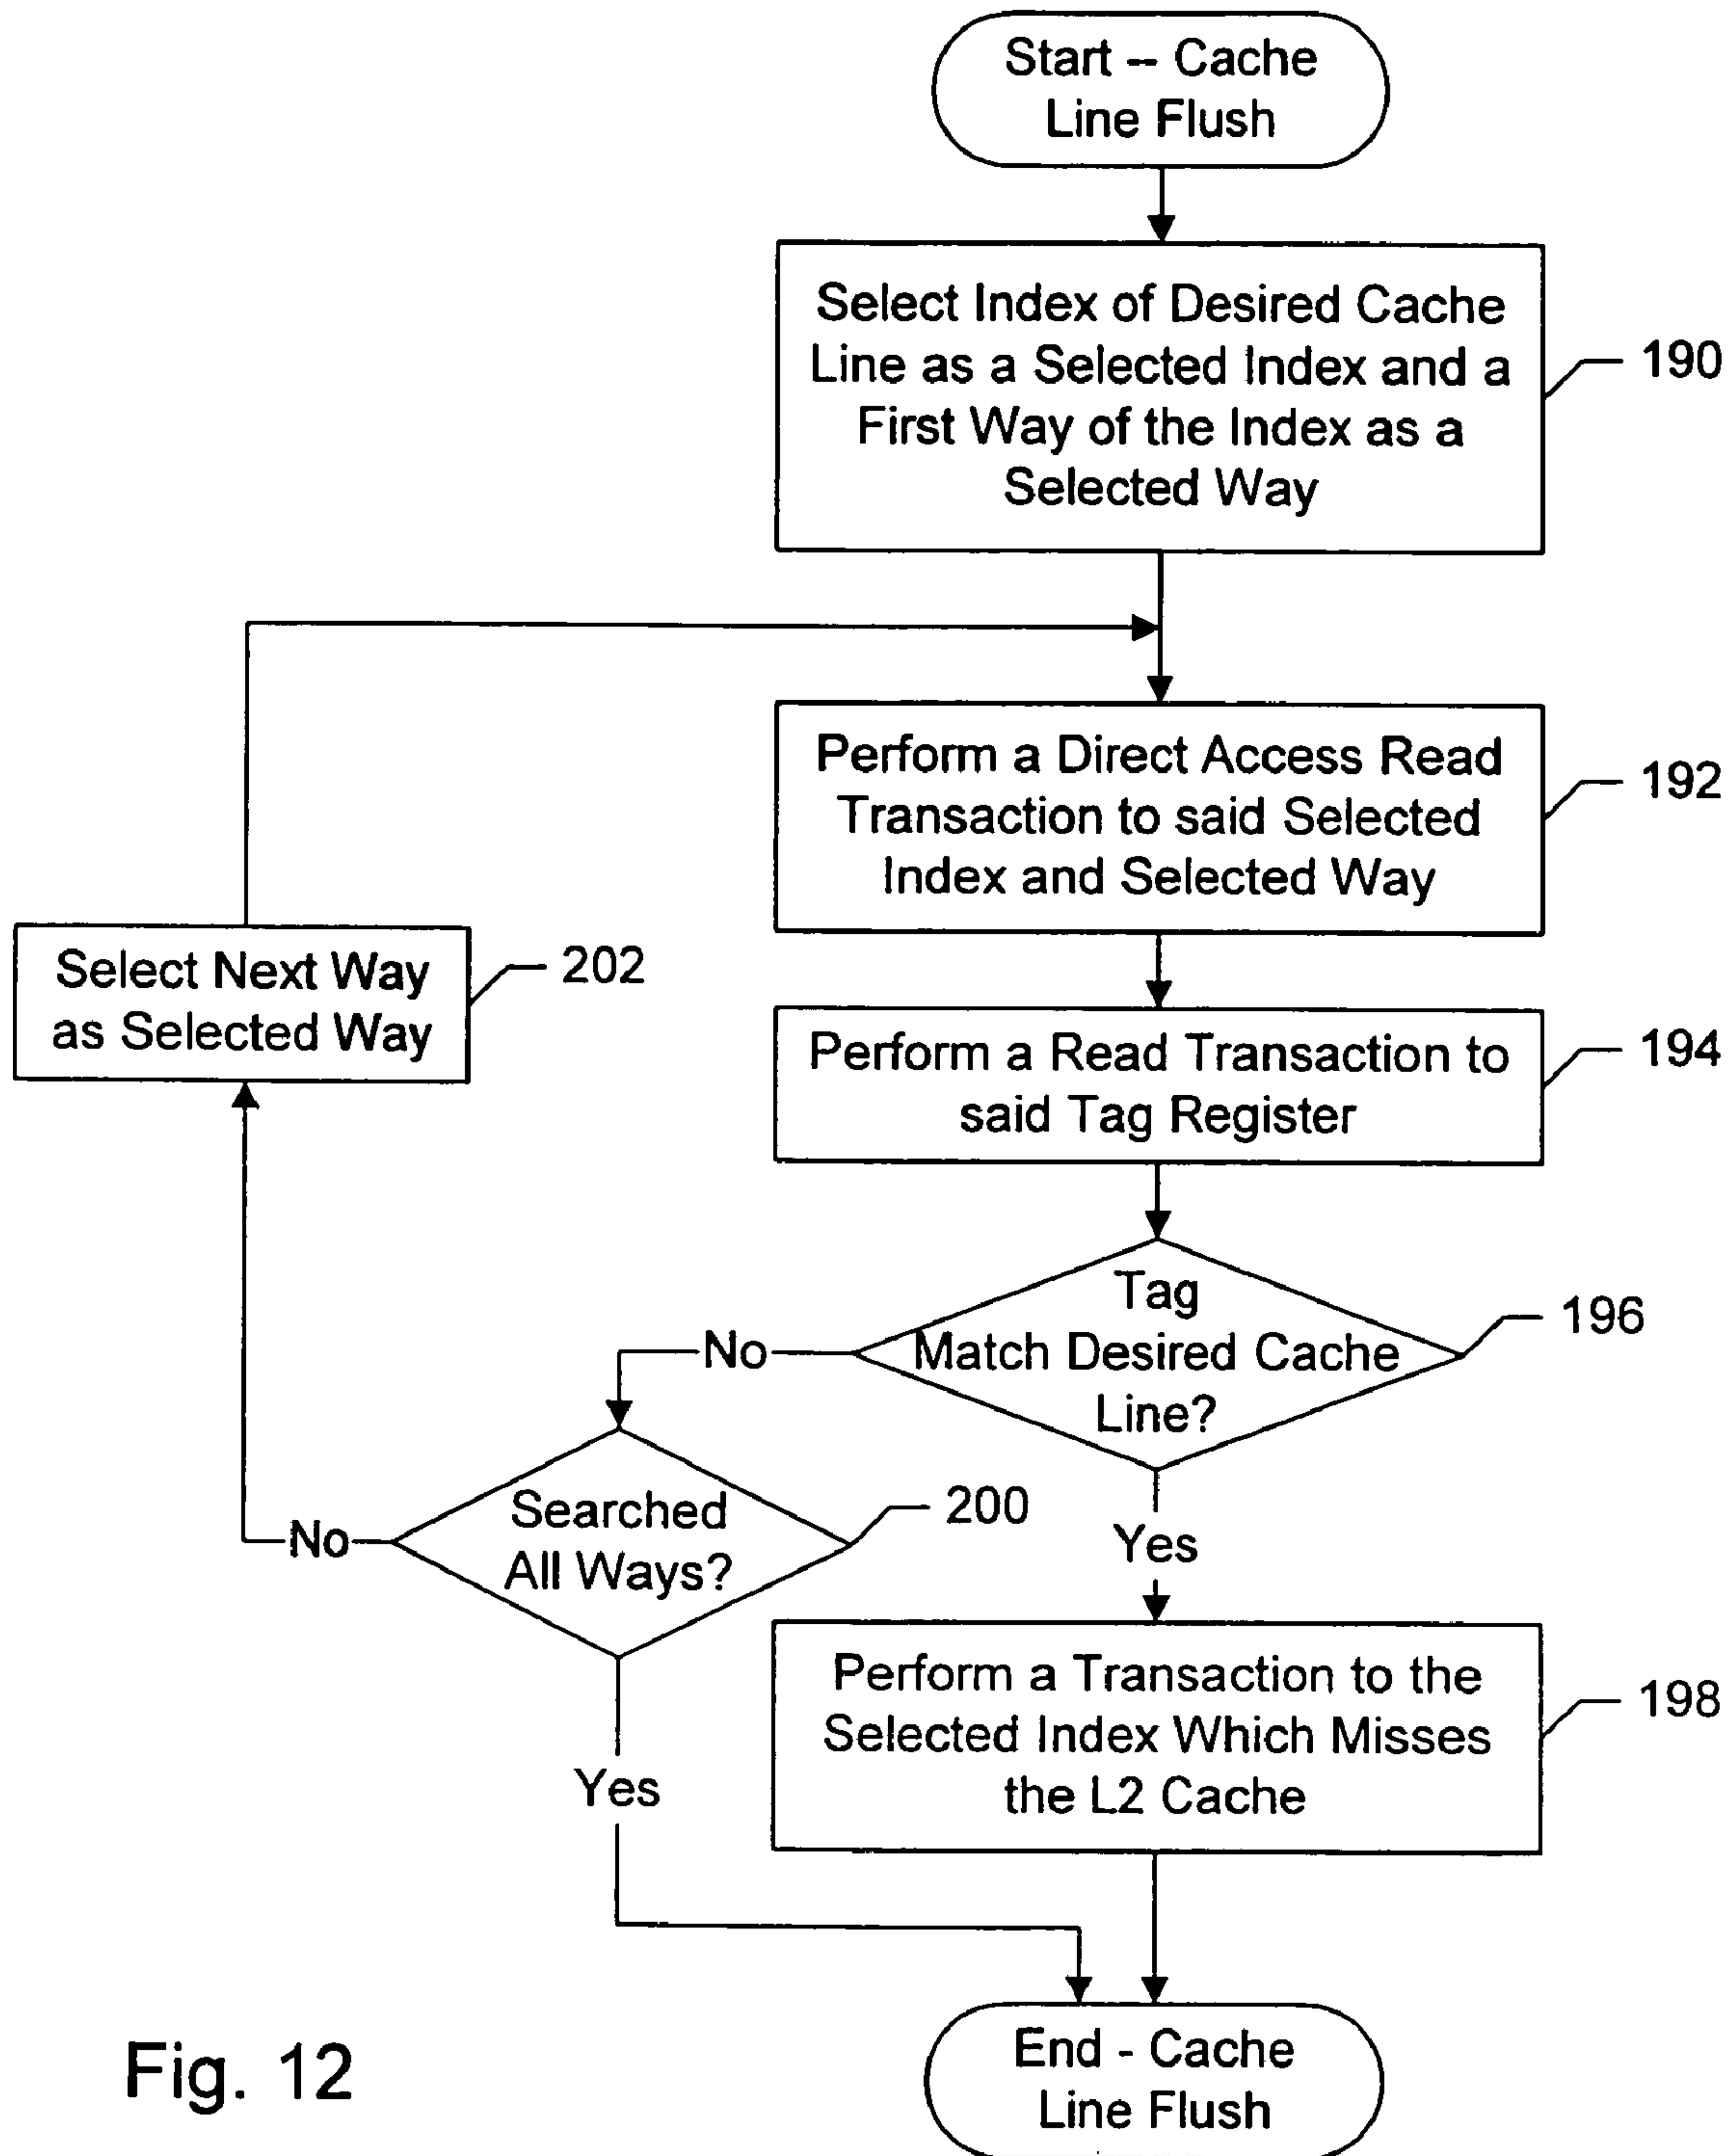 Start -- Cache
Line Flush
Select Index of Desired Cache
Line as a Selected Index and a
First Way of the Index as a
Selected Way
190
Perform a Direct Access Read
Transaction to said Selected
Index and Selected Way
192
Select Next Way
as Selected Way
202
Perform a Read Transaction to
said Tag Register
194
Tag
Match Desired Cache
Line?
196
No
Searched
All Ways?
200
No
Yes
Yes
Perform a Transaction to the
Selected Index Which Misses
the L2 Cache
198
End - Cache
Line Flush
Fig. 12